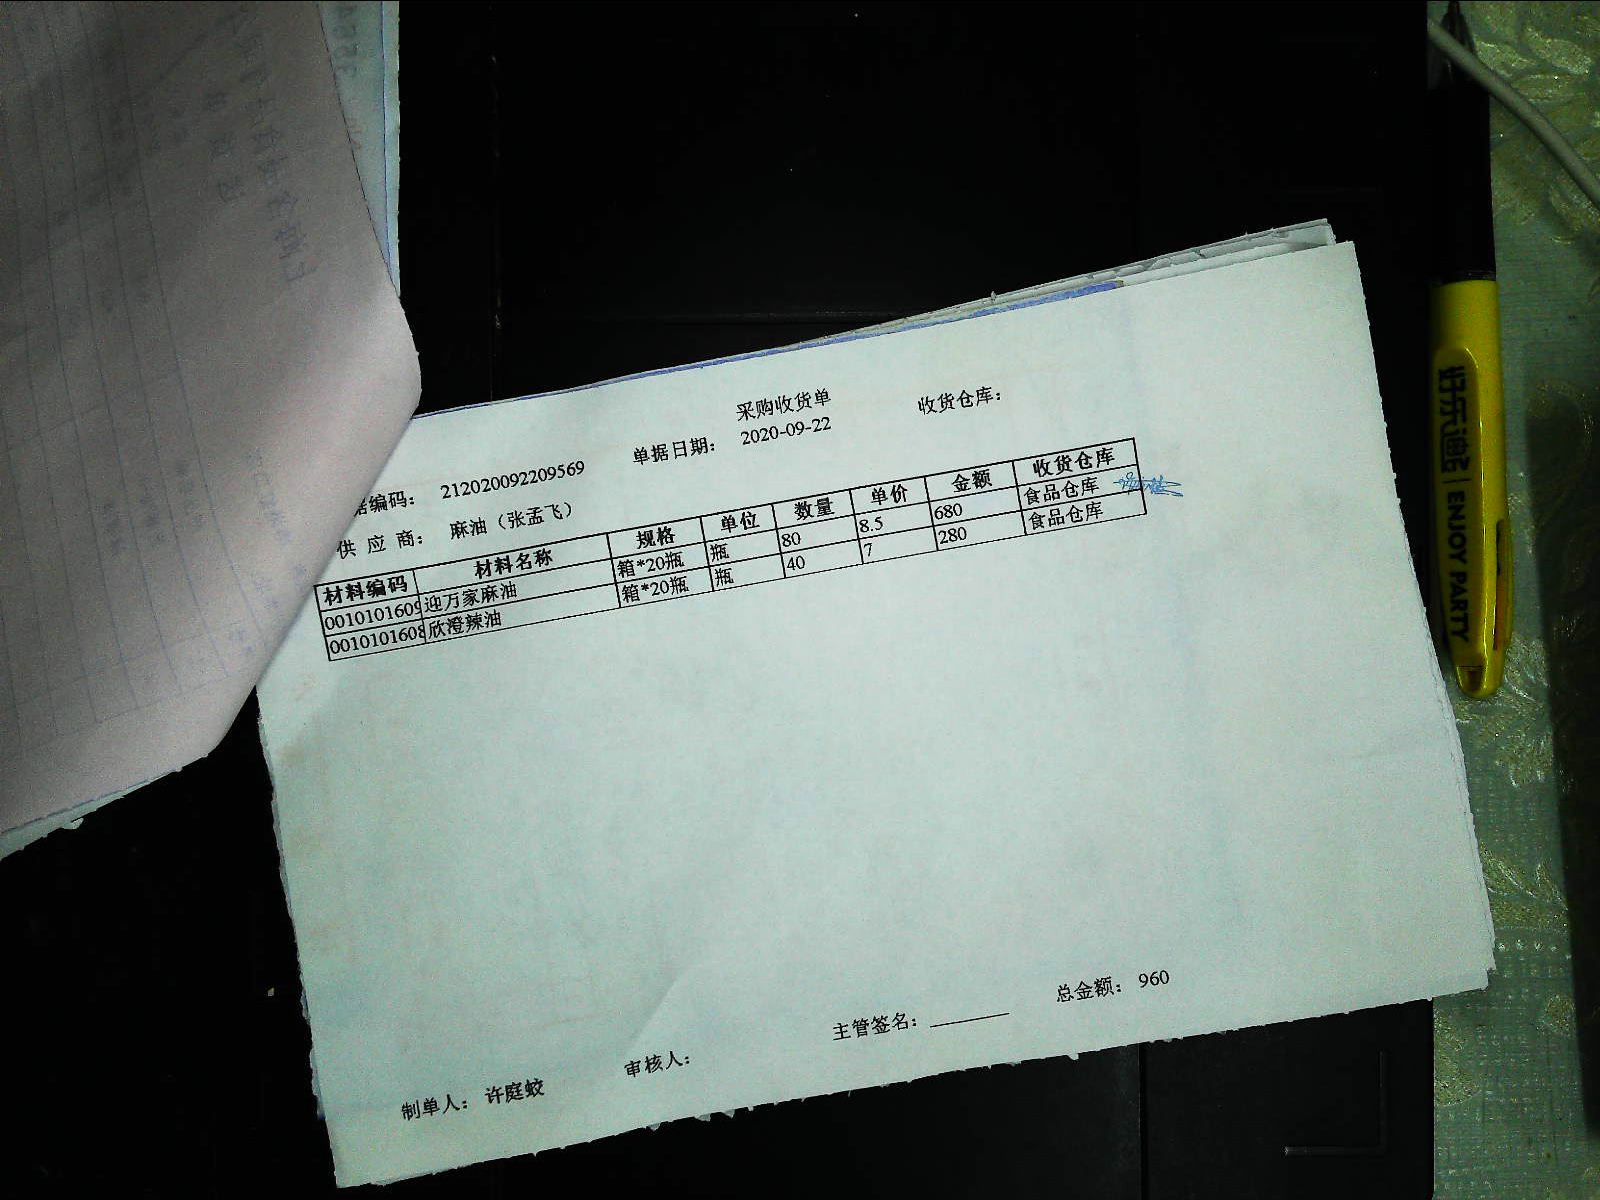 采购收货单
单据日期： 2020-09-22 收货仓库：
据编码： 212020092209569
供 应 商： 麻油（张孟飞）
材料编码 材料名称 规格 单位 数量 单价 金额 收货仓库
0010101609 迎万家麻油 箱*20瓶 瓶 80 8.5 680 食品仓库
0010101608 欣澄辣油 箱*20瓶 瓶 40 7 280 食品仓库
制单人： 许庭蛟 审核人： 主管签名： 总金额： 960
好乐迪 | ENJOY PARTY